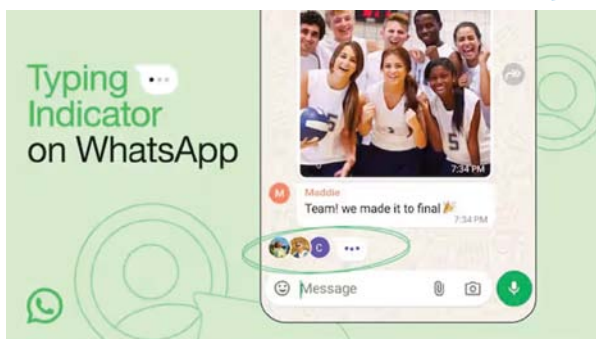 Typing
Indicator
on WhatsApp
7:34 PM
M
Maddie
Team! we made it to final 🎉
7:34 PM
C
Message